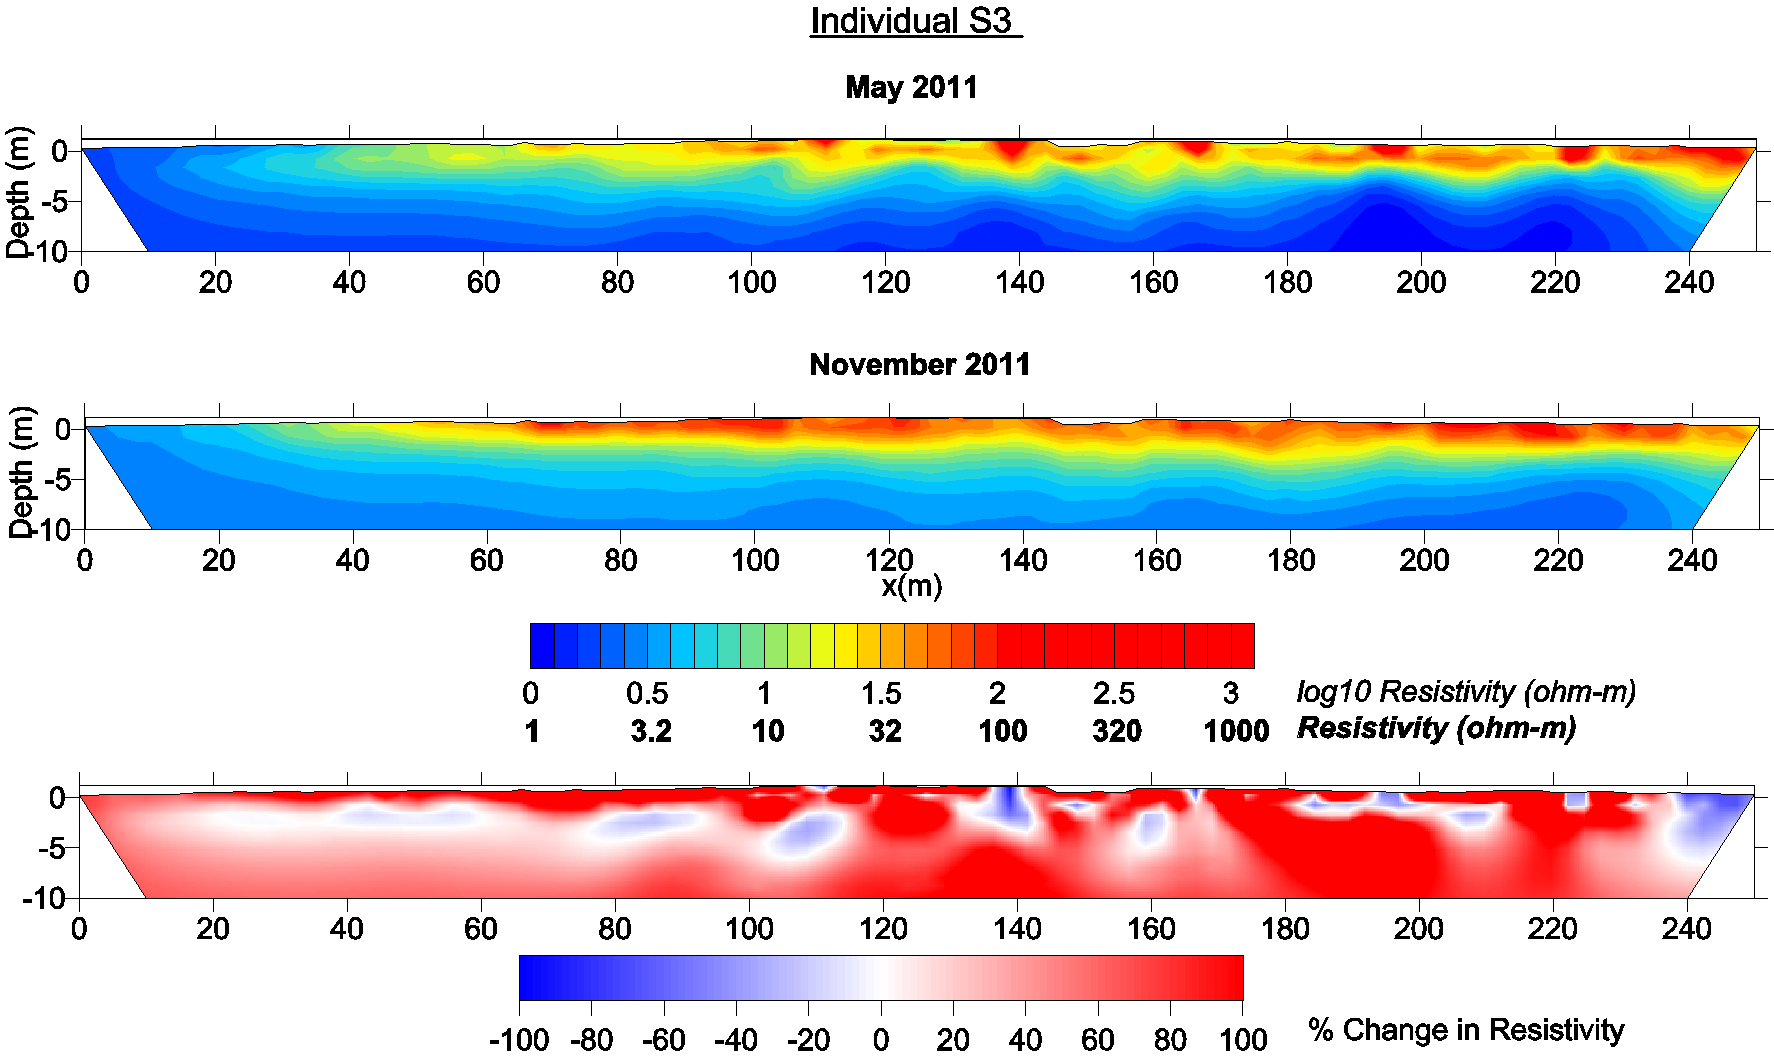 Individual S3
May 2011
Depth (m)
0
-5
-10
0 20 40 60 80 100 120 140 160 180 200 220 240
November 2011
Depth (m)
0
-5
-10
0 20 40 60 80 100 120 140 160 180 200 220 240
x(m)
0 0.5 1 1.5 2 2.5 3 log10 Resistivity (ohm-m)
1 3.2 10 32 100 320 1000 Resistivity (ohm-m)
0
-5
-10
0 20 40 60 80 100 120 140 160 180 200 220 240
-100 -80 -60 -40 -20 0 20 40 60 80 100 % Change in Resistivity